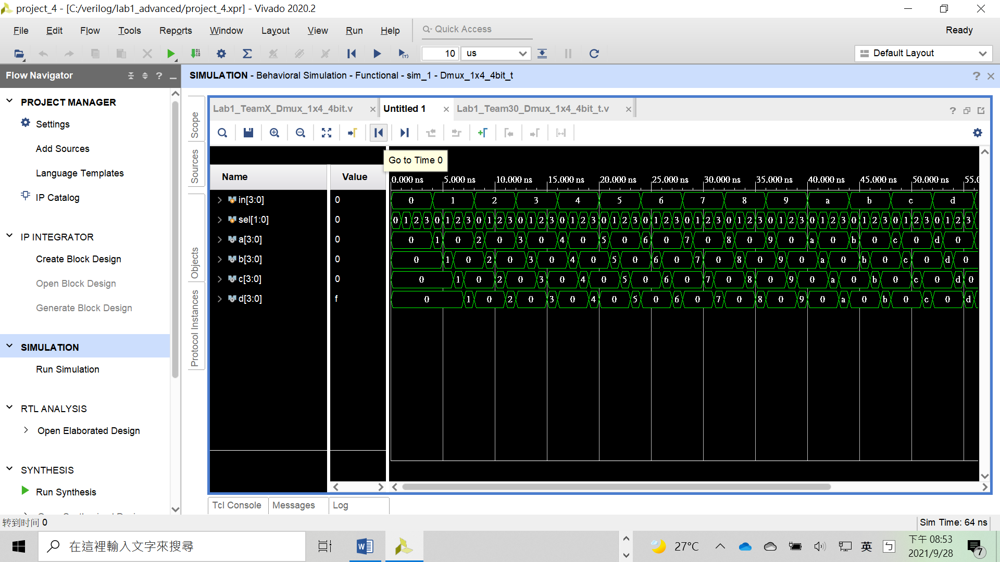 project_4 - [C:/verilog/lab1_advanced/project_4.xpr] - Vivado 2020.2
File Edit Flow Tools Reports Window Layout View Run Help Quick Access Ready
10 us Default Layout
Flow Navigator
SIMULATION - Behavioral Simulation - Functional - sim_1 - Dmux_1x4_4bit_t
PROJECT MANAGER
Settings
Add Sources
Language Templates
IP Catalog
IP INTEGRATOR
Create Block Design
Open Block Design
Generate Block Design
SIMULATION
Run Simulation
RTL ANALYSIS
Open Elaborated Design
SYNTHESIS
Run Synthesis
Scope
Sources
Objects
Protocol Instances
Lab1_TeamX_Dmux_1x4_4bit.v Untitled 1 Lab1_Team30_Dmux_1x4_4bit_t.v
Go to Time 0
Name Value
0.000 ns 5.000 ns 10.000 ns 15.000 ns 20.000 ns 25.000 ns 30.000 ns 35.000 ns 40.000 ns 45.000 ns 50.000 ns 55.0
in[3:0] 0 0 1 2 3 4 5 6 7 8 9 a b c d
sel[1:0] 0 0 1 2 3 0 1 2 3 0 1 2 3 0 1 2 3 0 1 2 3 0 1 2 3 0 1 2 3 0 1 2 3 0 1 2 3 0 1 2 3 0 1 2 3 0 1 2 3 0 1 2 3 0 1 2 3
a[3:0] 0 0 1 0 2 0 3 0 4 0 5 0 6 0 7 0 8 0 9 0 a 0 b 0 c 0 d 0
b[3:0] 0 0 1 0 2 0 3 0 4 0 5 0 6 0 7 0 8 0 9 0 a 0 b 0 c 0 d 0
c[3:0] 0 0 1 0 2 0 3 0 4 0 5 0 6 0 7 0 8 0 9 0 a 0 b 0 c 0 d 0
d[3:0] f 0 1 0 2 0 3 0 4 0 5 0 6 0 7 0 8 0 9 0 a 0 b 0 c 0 d
Tcl Console Messages Log
转到时间 0
Sim Time: 64 ns
在這裡輸入文字來搜尋
27°C
英
ㄅ
下午 08:53
2021/9/28
7